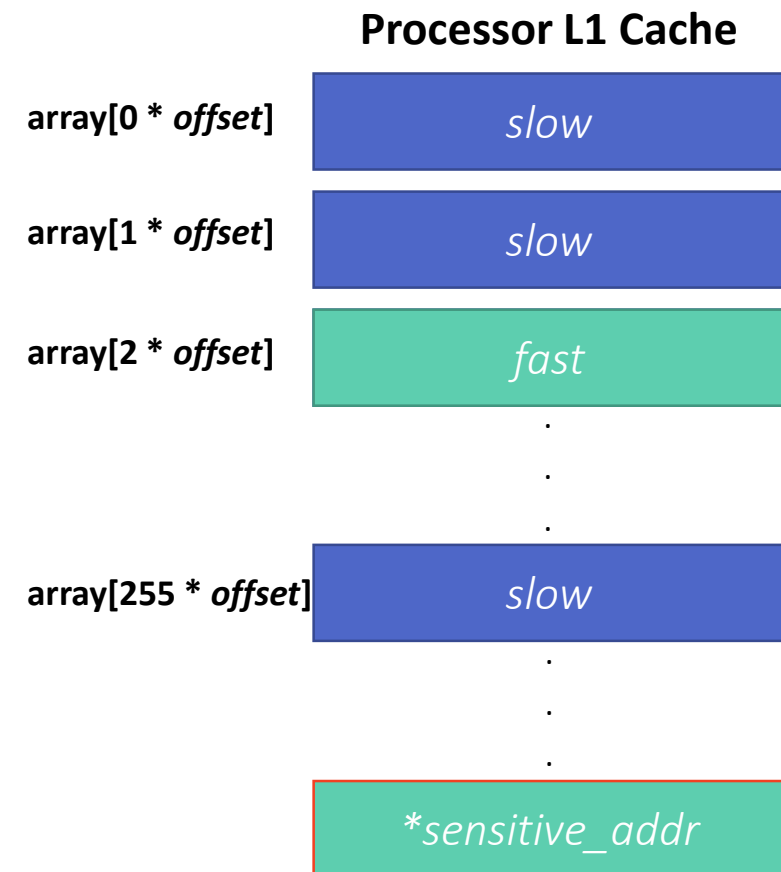 Processor L1 Cache
array[0 * offset] slow
array[1 * offset] slow
array[2 * offset] fast
.
.
.
array[255 * offset] slow
.
.
.
*sensitive_addr